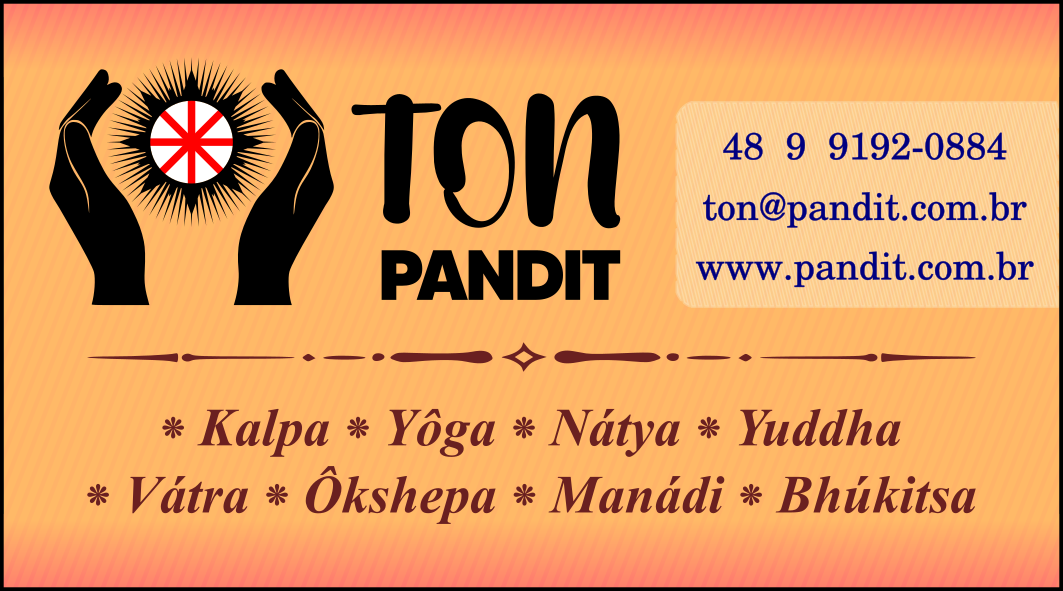 Ton
PANDIT
48 9 9192-0884
ton@pandit.com.br
www.pandit.com.br
❋ Kalpa ❋ Yôga ❋ Nátya ❋ Yuddha
❋ Vátra ❋ Ôkshepa ❋ Manádi ❋ Bhúkitsa